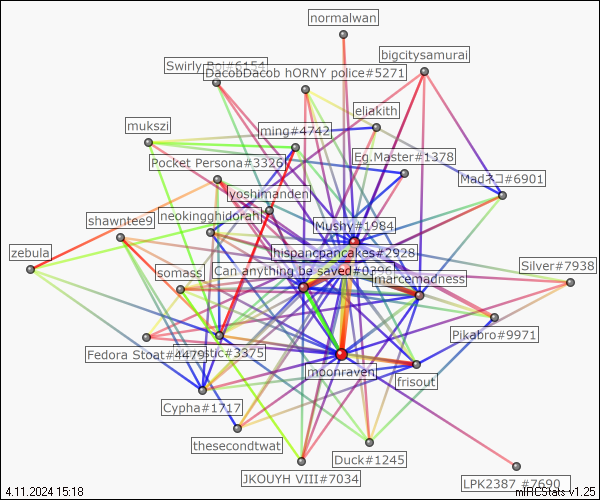 normalwan
bigcitysamurai
Swirly Boi#6154
DacobDacob hORNY police#5271
eliakith
mukszi
ming#4742
Eg.Master#1378
Pocket Persona#3326
Madネコ#6901
yoshimanden
neokingghidorah
shawntee9
Mushy#1984
zebula
hispancpancakes#2928
Silver#7938
somass
Can anything be saved#0396
marcemadness
Pikabro#9971
Fedora Stoat#4479
#3375
moonraven
frisout
Cypha#1717
thesecondtwat
Duck#1245
JKOUYH VIII#7034
LPK2387 #7690
4.11.2024 15:18
mIRCStats v1.25